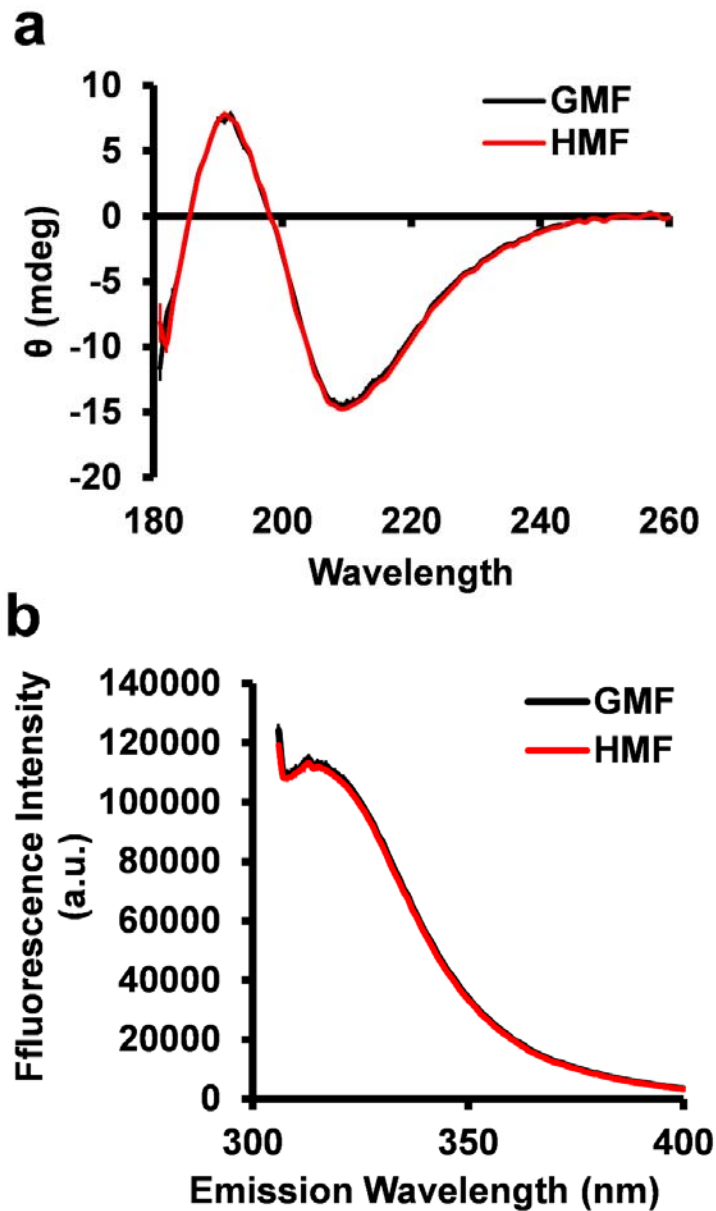 a
10
5
0
-5
-10
-15
-20
θ (mdeg)
GMF
HMF
180 200 220 240 260
Wavelength
b
140000
120000
100000
80000
60000
40000
20000
0
Ffluorescence Intensity
(a.u.)
GMF
HMF
300 350 400
Emission Wavelength (nm)